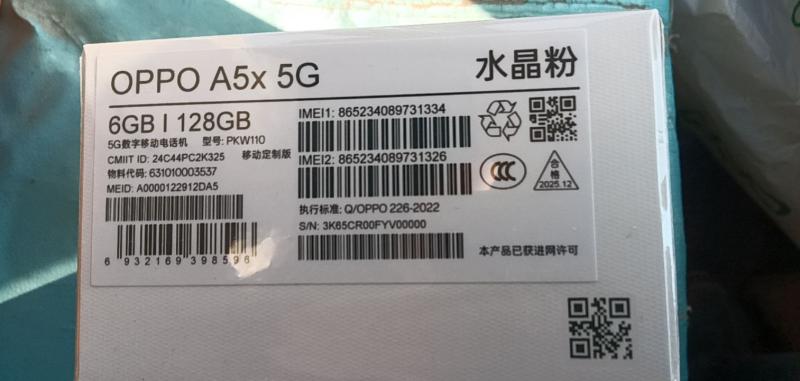 OPPO A5x 5G
水晶粉
6GB | 128GB
5G数字移动电话机 型号: PKW110
CMIIT ID: 24C44PC2K325 移动定制版
物料代码: 631010003537
MEID: A0000122912DA5
6 932169 398596
IMEI1: 865234089731334
IMEI2: 865234089731326
执行标准: Q/OPPO 226-2022
S/N: 3K65CR00FYV00000
CCC
合格
2025.12
本产品已获进网许可